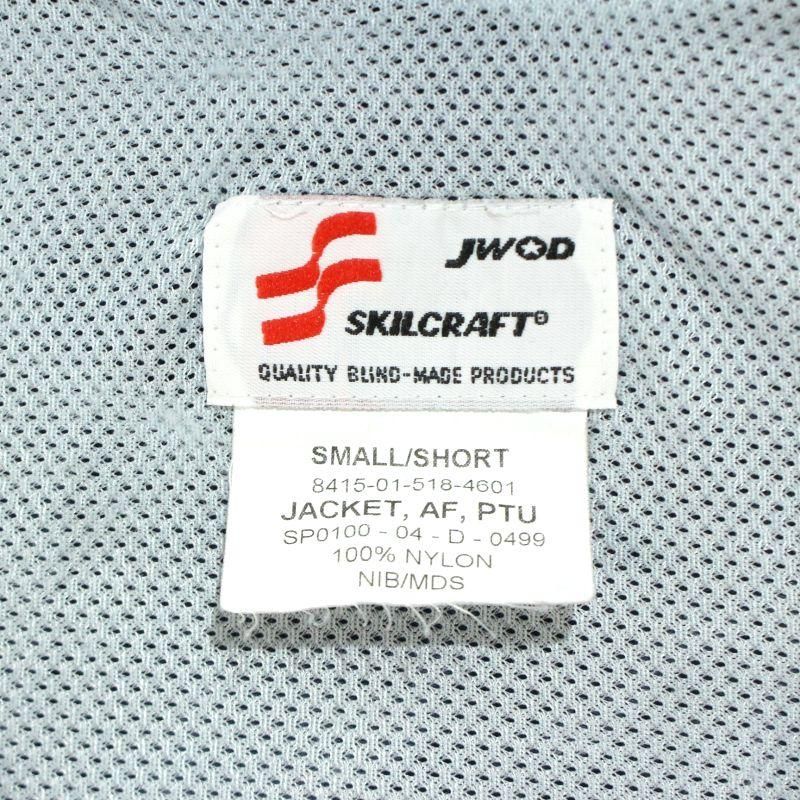 JWOD
SKILCRAFT®
QUALITY BLIND-MADE PRODUCTS
SMALL/SHORT
8415-01-518-4601
JACKET, AF, PTU
SP0100 - 04 - D - 0499
100% NYLON
NIB/MDS